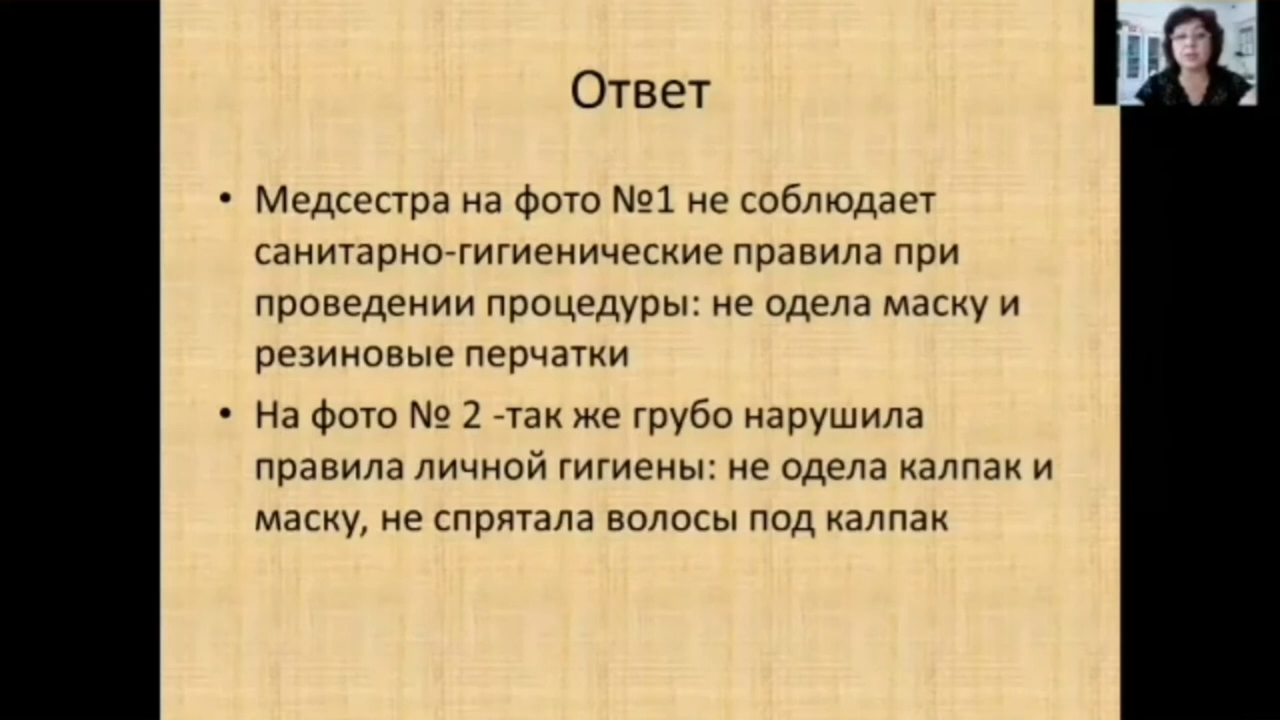 Ответ
• Медсестра на фото №1 не соблюдает
санитарно-гигиенические правила при
проведении процедуры: не одела маску и
резиновые перчатки
• На фото № 2 -так же грубо нарушила
правила личной гигиены: не одела калпак и
маску, не спрятала волосы под калпак